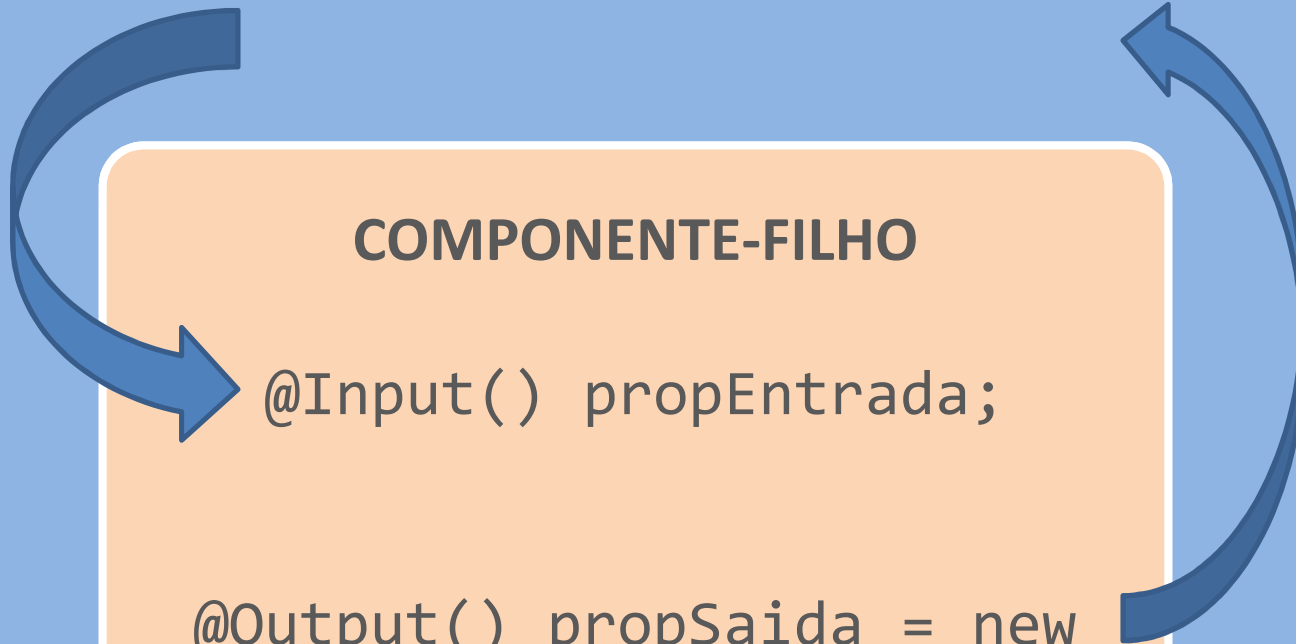 COMPONENTE-FILHO
@Input() propEntrada;
@Output() propSaida = new